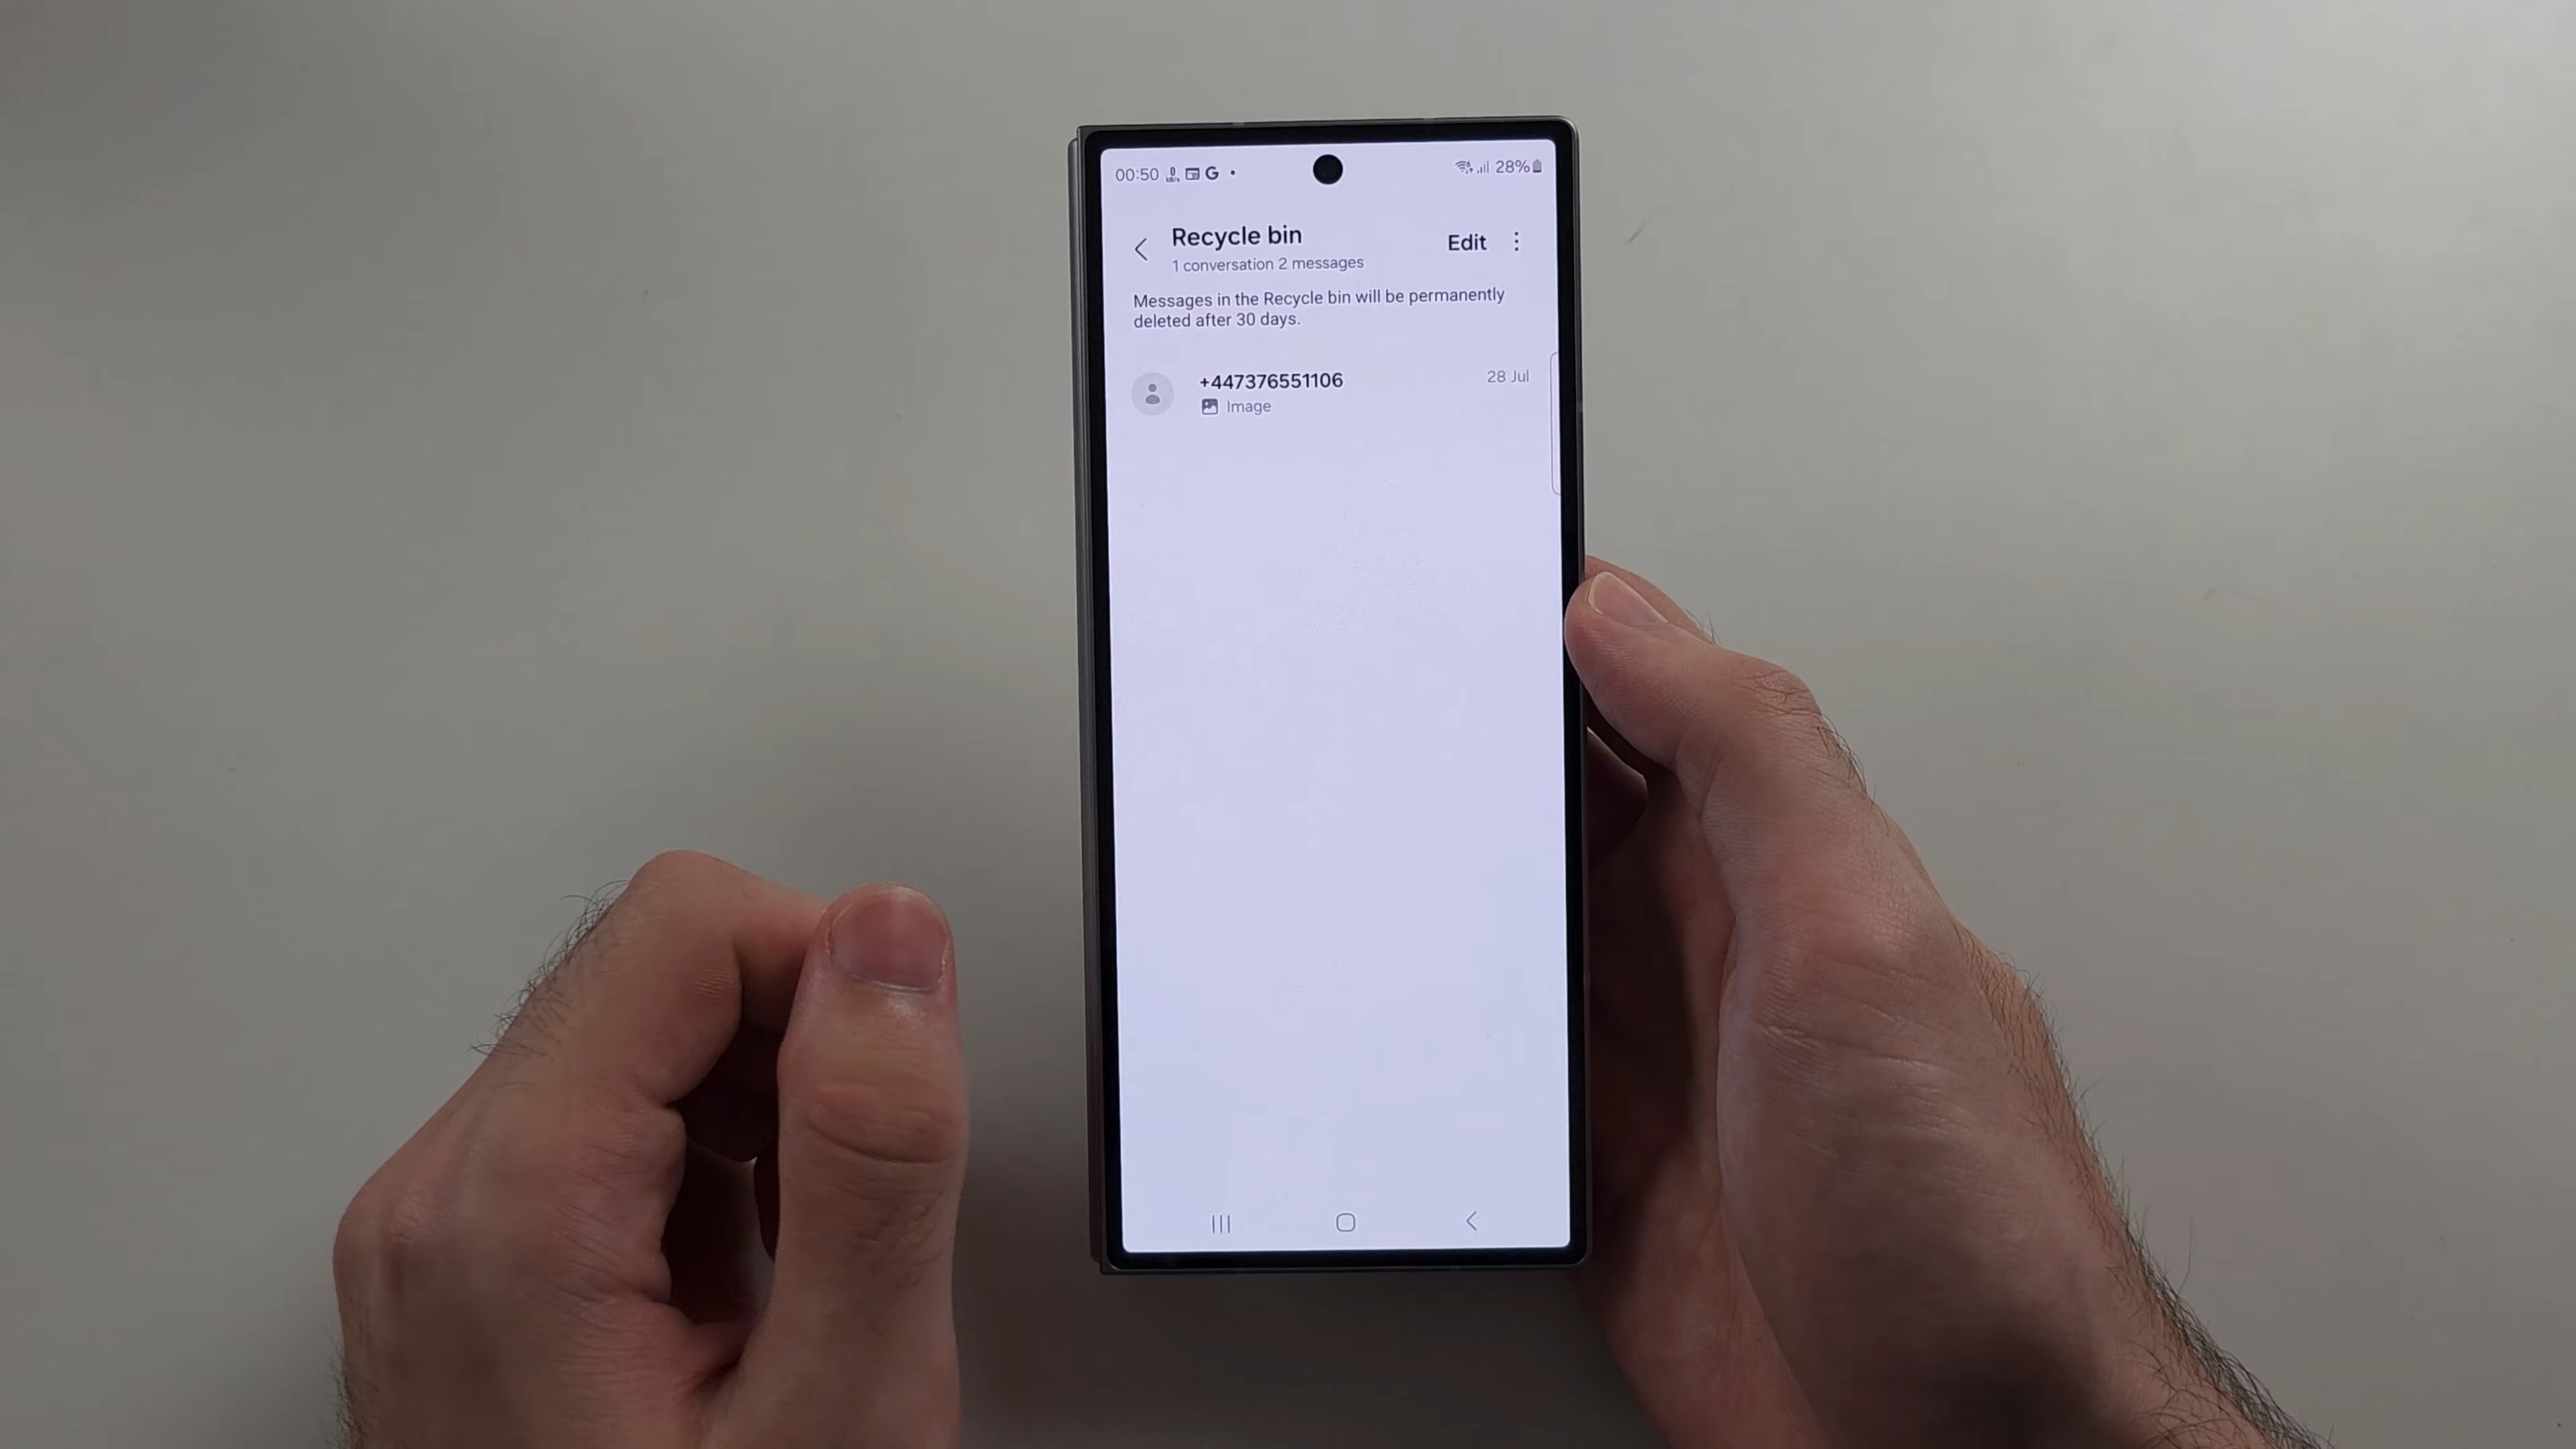 00:50 G 28%
Recycle bin
Edit
1 conversation 2 messages
Messages in the Recycle bin will be permanently
deleted after 30 days.
+447376551106 28 Jul
Image